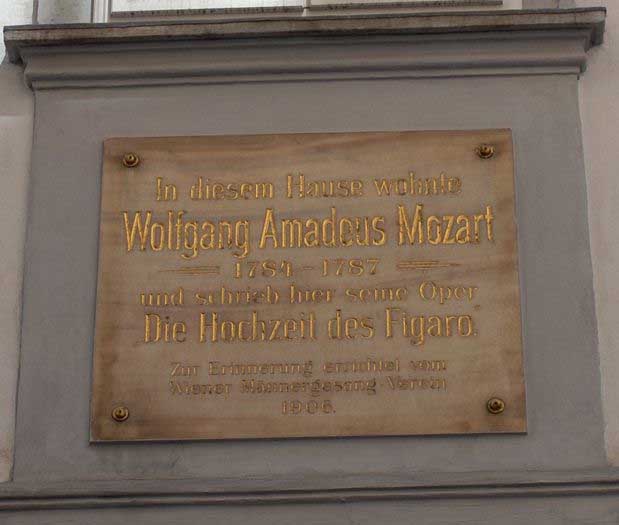 In diesem Hause wohnte
Wolfgang Amadeus Mozart
1784 - 1787
und schrieb hier seine Oper
Die Hochzeit des Figaro.
Zur Erinnerung errichtet vom
Wiener Männergesang-Verein
1906.